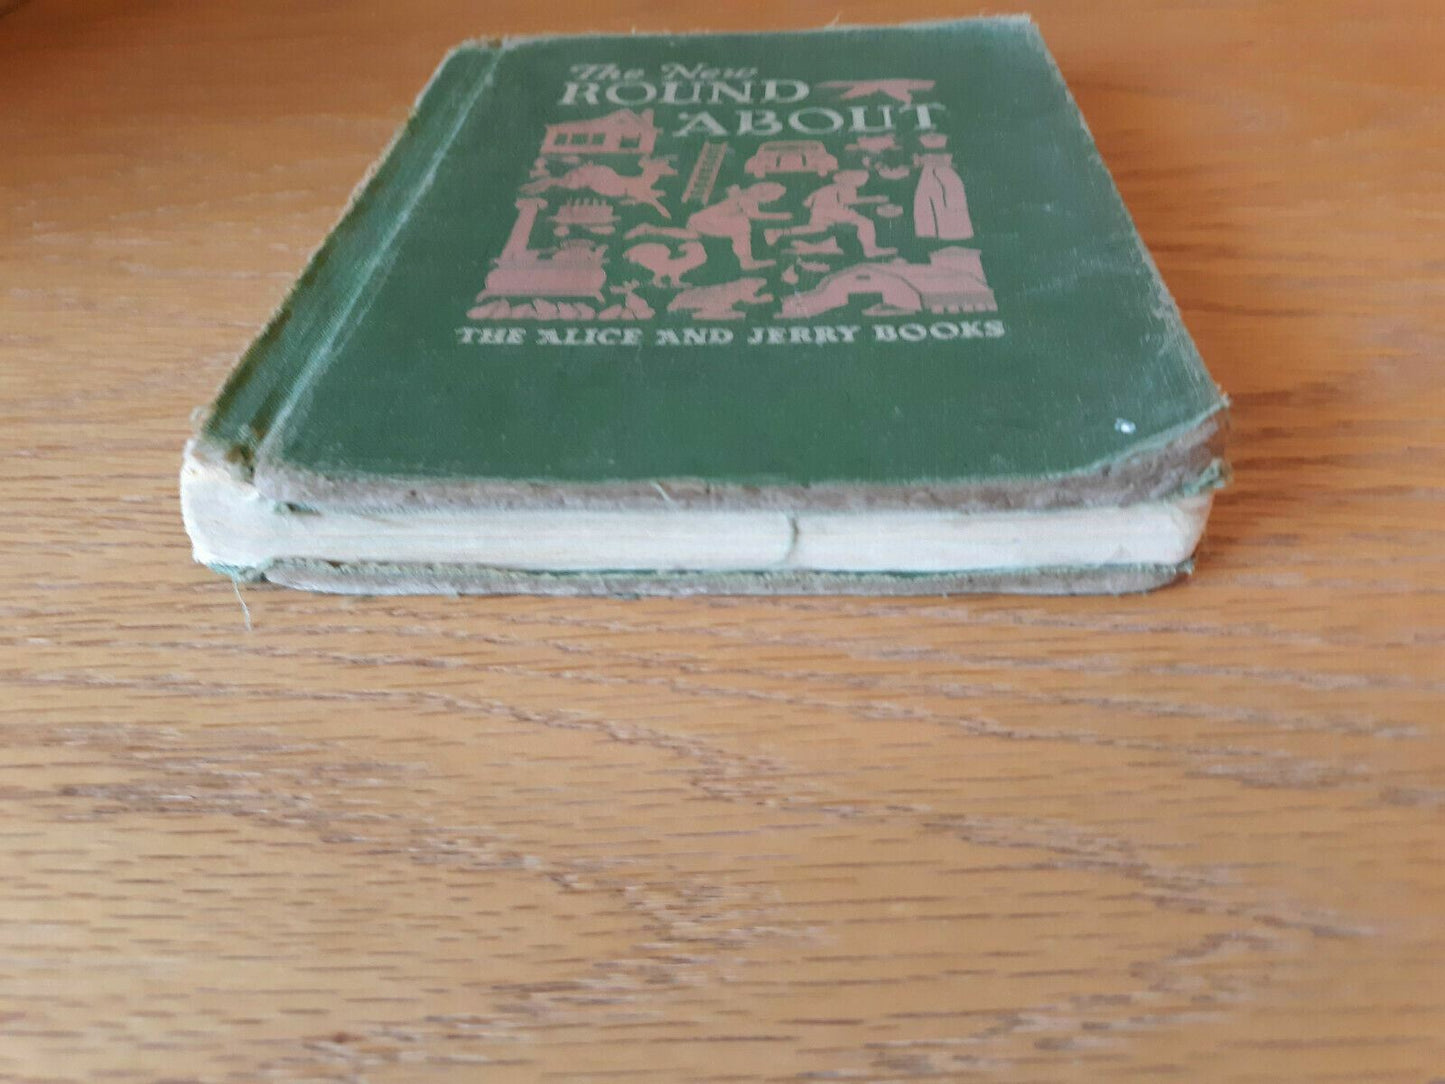 The New
ROUND
ABOUT
THE ALICE AND JERRY BOOKS